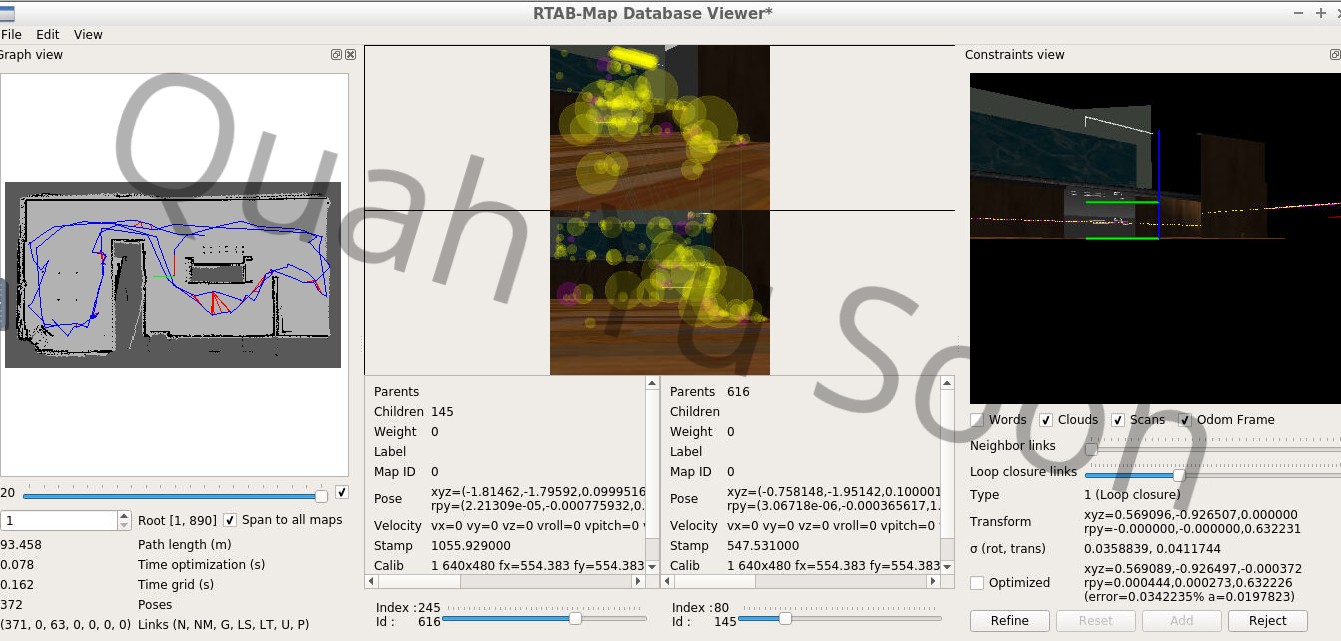 RTAB-Map Database Viewer*
File Edit View
Graph view
20
1
Root [1, 890] Span to all maps
93.458 Path length (m)
0.078 Time optimization (s)
0.162 Time grid (s)
372 Poses
(371, 0, 63, 0, 0, 0, 0) Links (N, NM, G, LS, LT, U, P)
Parents
Children 145
Weight 0
Label
Map ID 0
Pose xyz=(-1.81462,-1.79592,0.0999516
rpy=(2.21309e-05,-0.000775932,0.
Velocity vx=0 vy=0 vz=0 vroll=0 vpitch=0
Stamp 1055.929000
Calib 1 640x480 fx=554.383 fy=554.383
Index :245
Id : 616
Parents 616
Children
Weight 0
Label
Map ID 0
Pose xyz=(-0.758148,-1.95142,0.100001
rpy=(3.06718e-06,-0.000365617,1.
Velocity vx=0 vy=0 vz=0 vroll=0 vpitch=0
Stamp 547.531000
Calib 1 640x480 fx=554.383 fy=554.383
Index :80
Id : 145
Constraints view
Words Clouds Scans Odom Frame
Neighbor links
Loop closure links
Type 1 (Loop closure)
Transform xyz=0.569096,-0.926507,0.000000
rpy=-0.000000,-0.000000,0.632231
σ (rot, trans) 0.0358839, 0.0411744
Optimized xyz=0.569089,-0.926497,-0.000372
rpy=0.000444,0.000273,0.632226
(error=0.0342235% a=0.0197823)
Refine Reset Add Reject
Quah Yu Soon